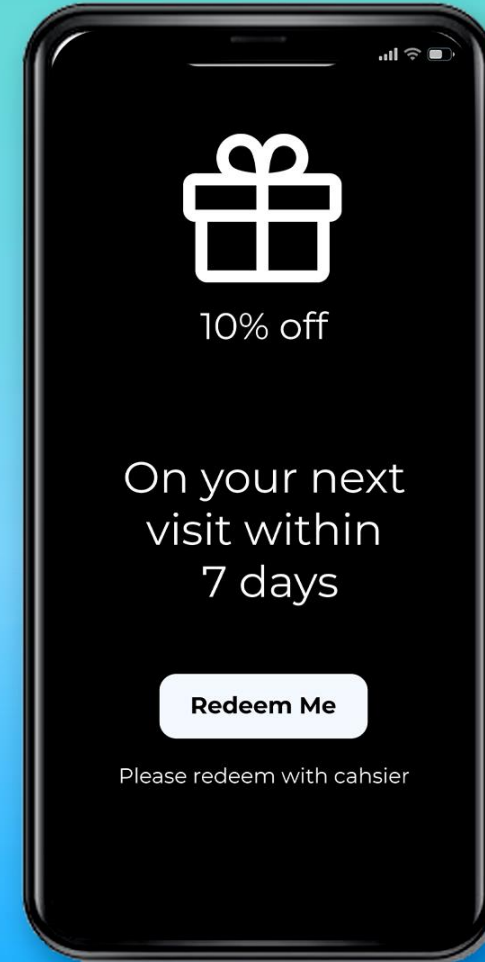 10% off
On your next
visit within
7 days
Redeem Me
Please redeem with cahsier